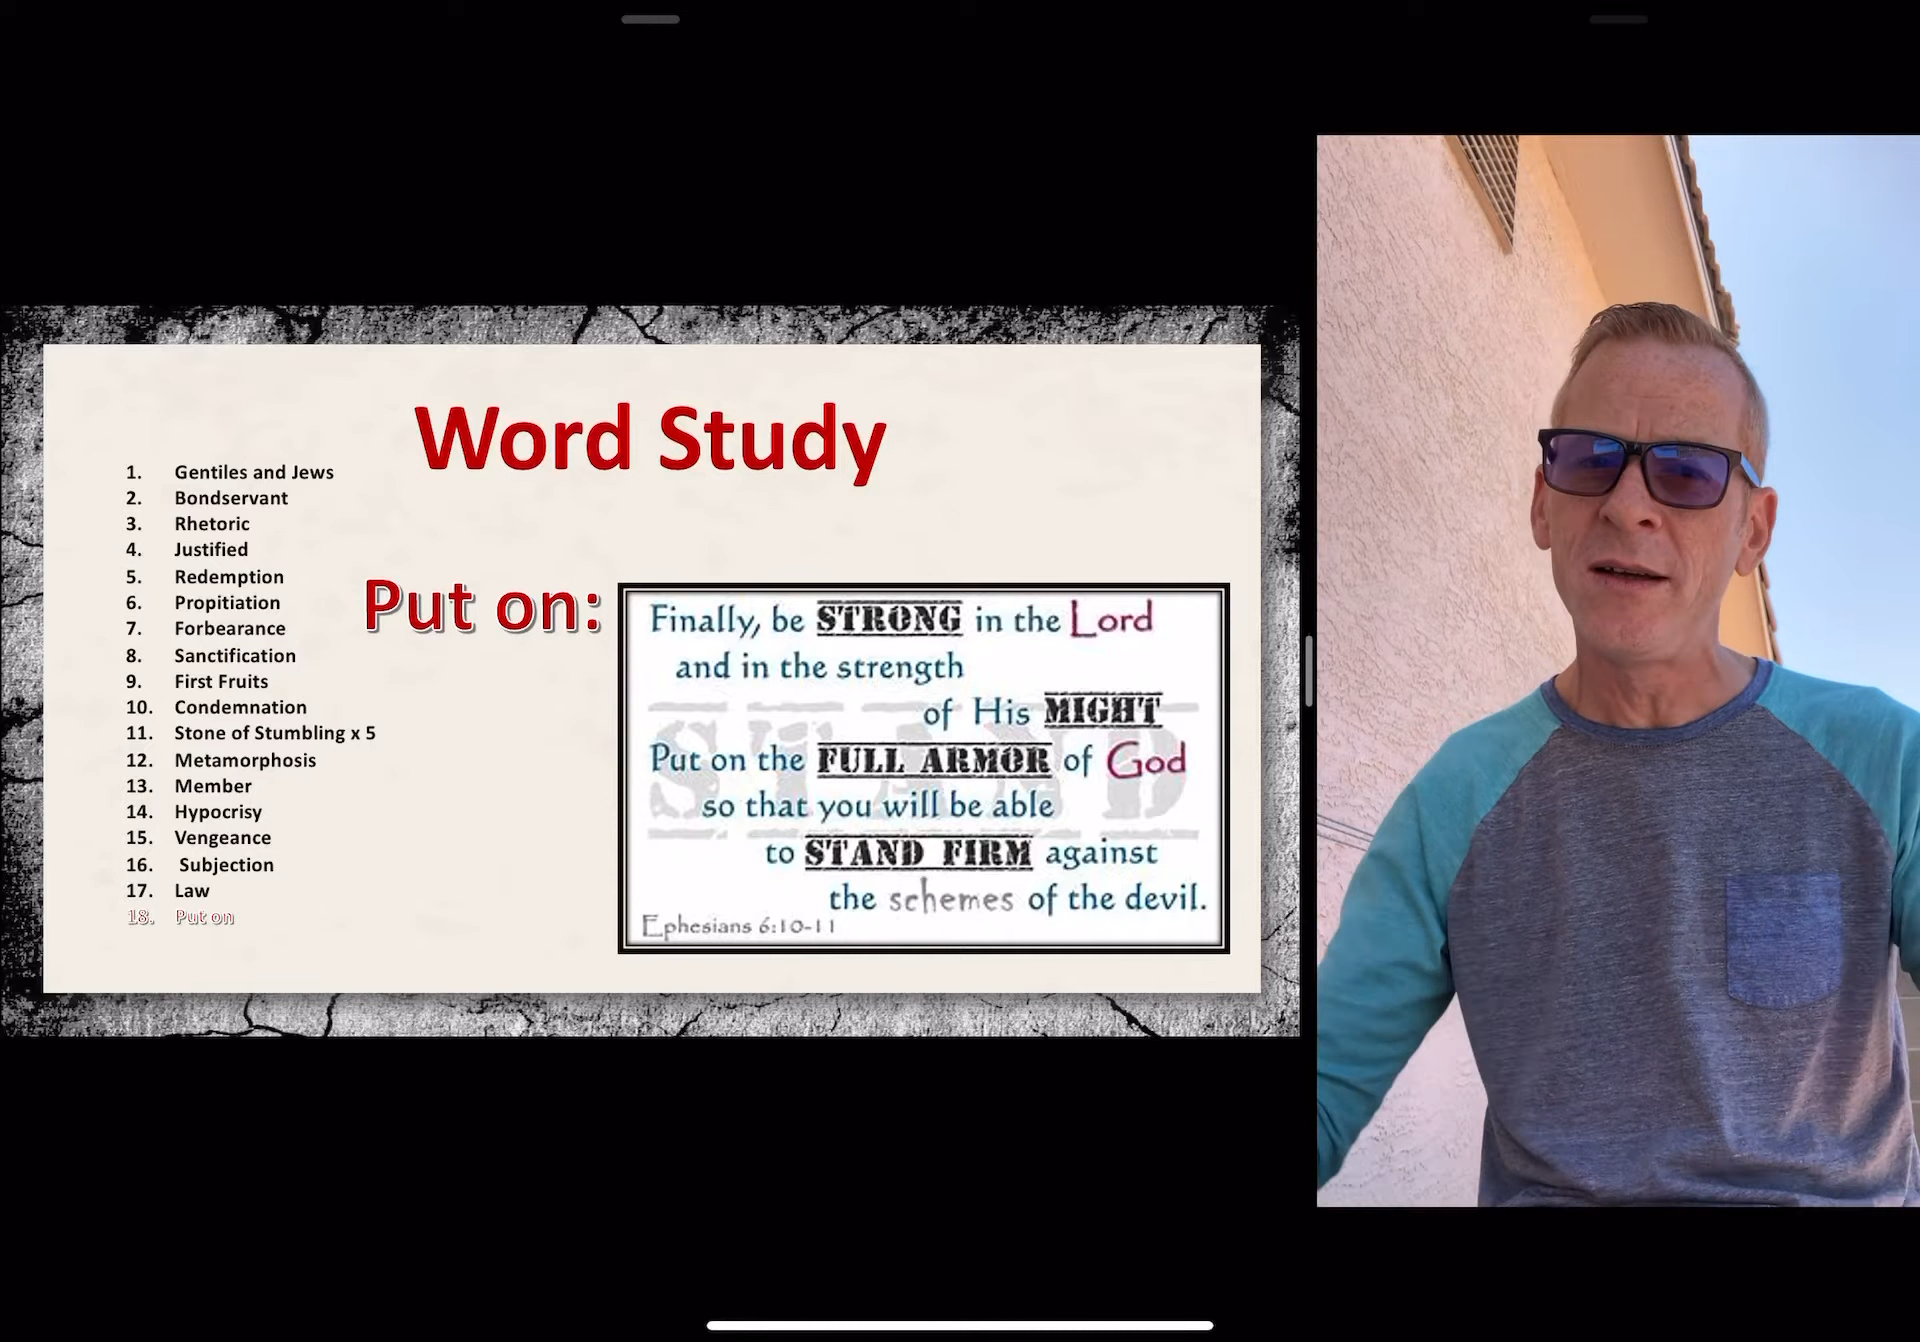 Word Study
1. Gentiles and Jews
2. Bondservant
3. Rhetoric
4. Justified
5. Redemption
6. Propitiation
7. Forbearance
8. Sanctification
9. First Fruits
10. Condemnation
11. Stone of Stumbling x 5
12. Metamorphosis
13. Member
14. Hypocrisy
15. Vengeance
16. Subjection
17. Law
18. Put on
Put on:
Finally, be STRONG in the Lord
and in the strength
of His MIGHT
Put on the FULL ARMOR of God
so that you will be able
to STAND FIRM against
the schemes of the devil.
Ephesians 6:10-11
STAND